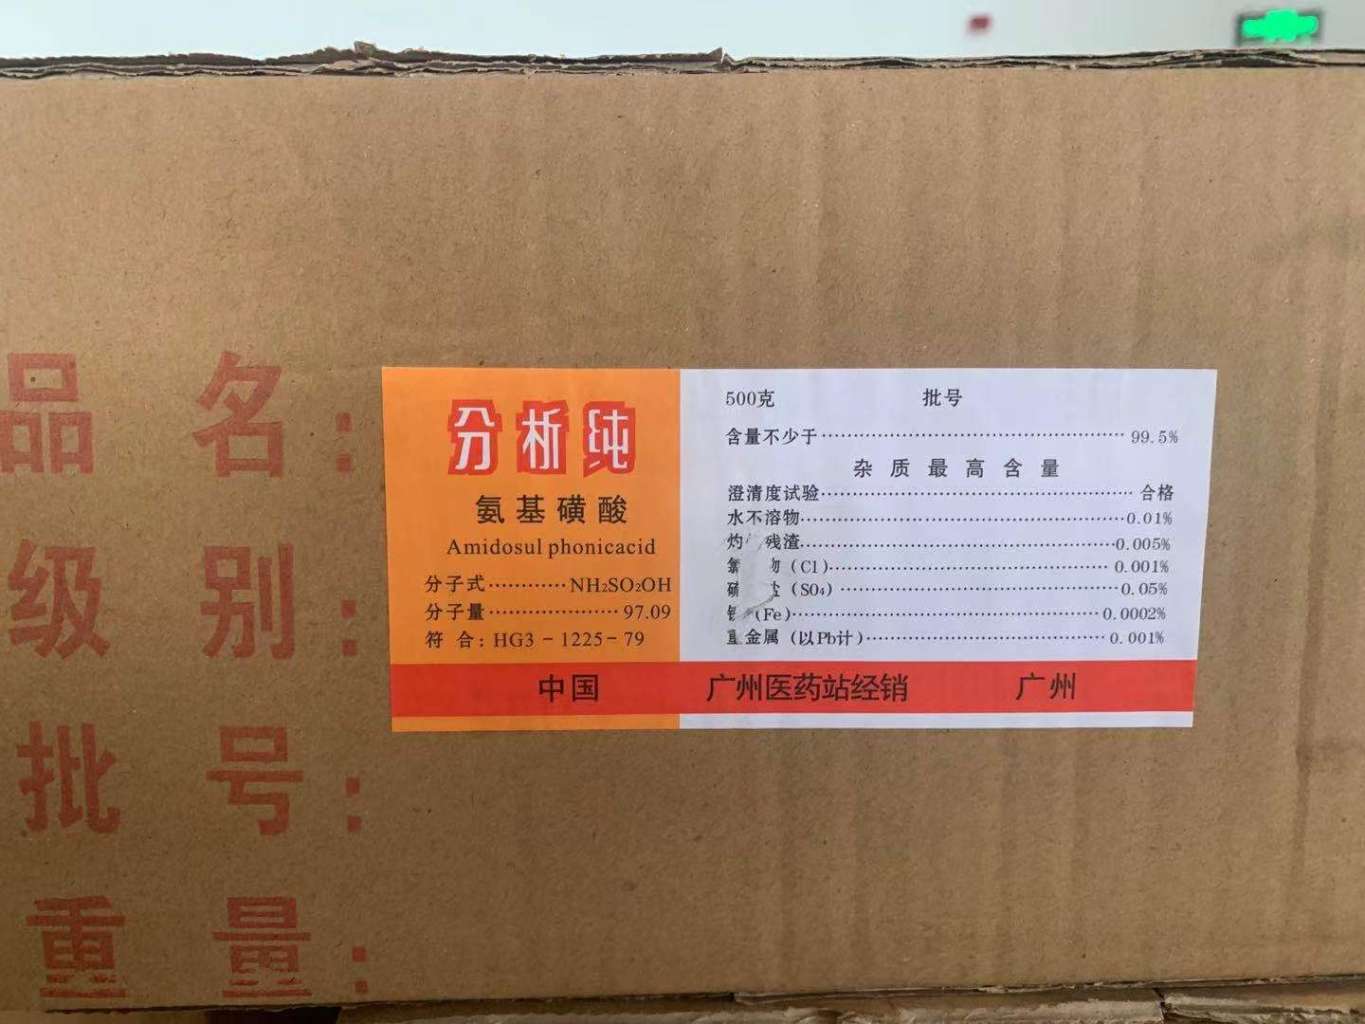 品 名:
级 别:
批 号:
重 量:
分析纯
氨基磺酸
Amidosul phonicacid
分子式············NH₂SO₂OH
分子量····················97.09
符 合: HG3-1225-79
500克 批号
含量不少于················································99.5%
杂质最高含量
澄清度试验················································合格
水不溶物····················································0.01%
灼 残渣····················································0.005%
物 (Cl)····················································0.001%
(SO₄)····················································0.05%
(Fe)····················································0.0002%
金属 (以Pb计)········································0.001%
中国 广州医药站经销 广州